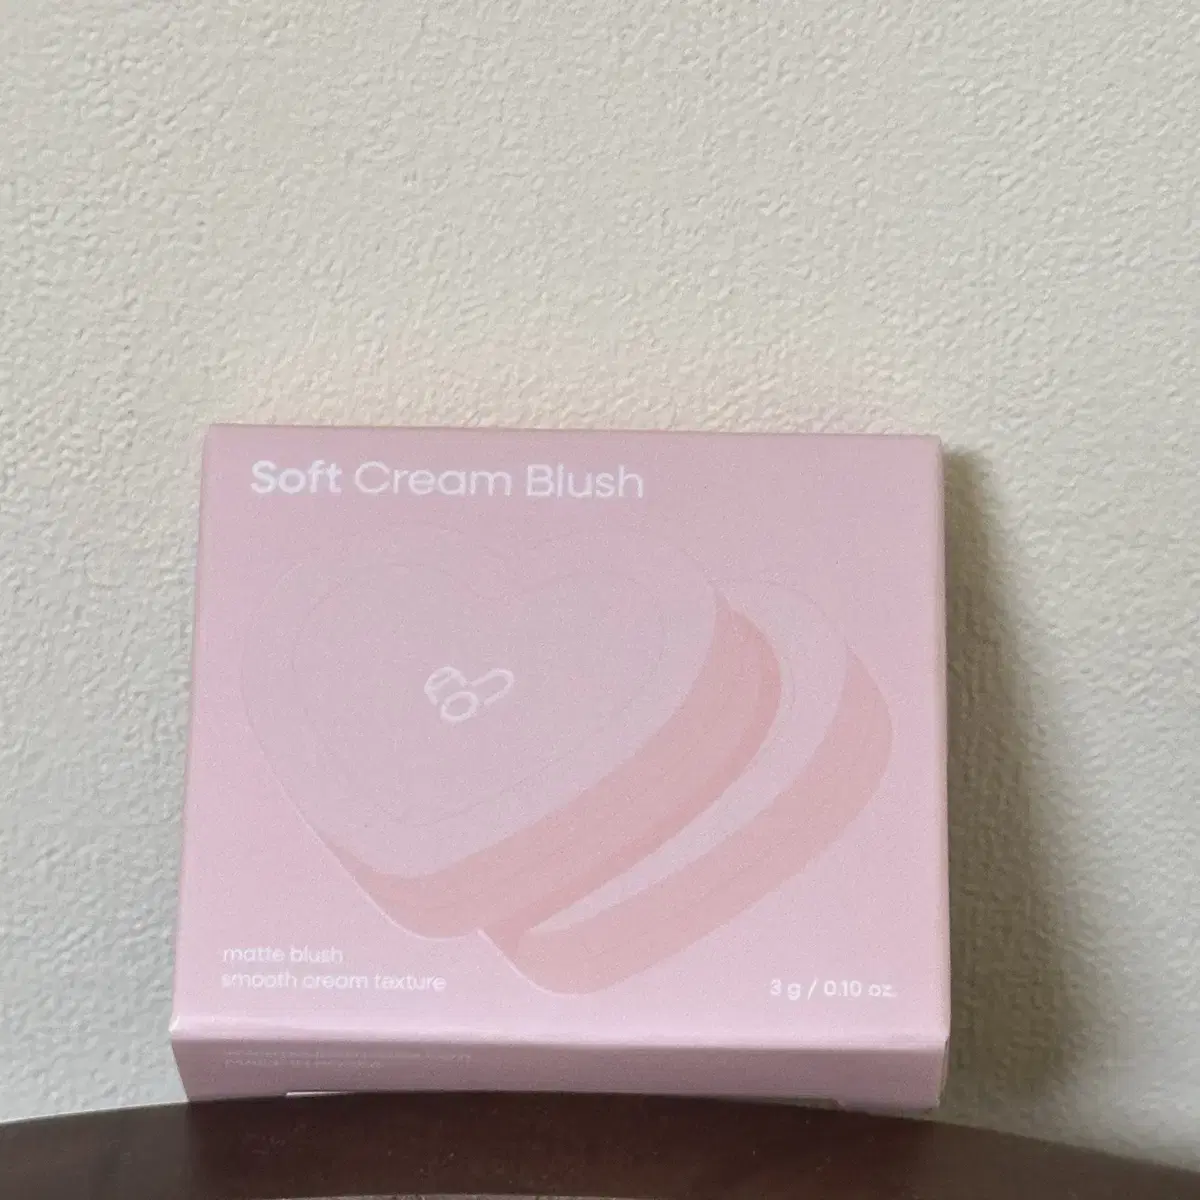 Soft Cream Blush
matte blush
smooth cream texture
3 g / 0.10 oz.